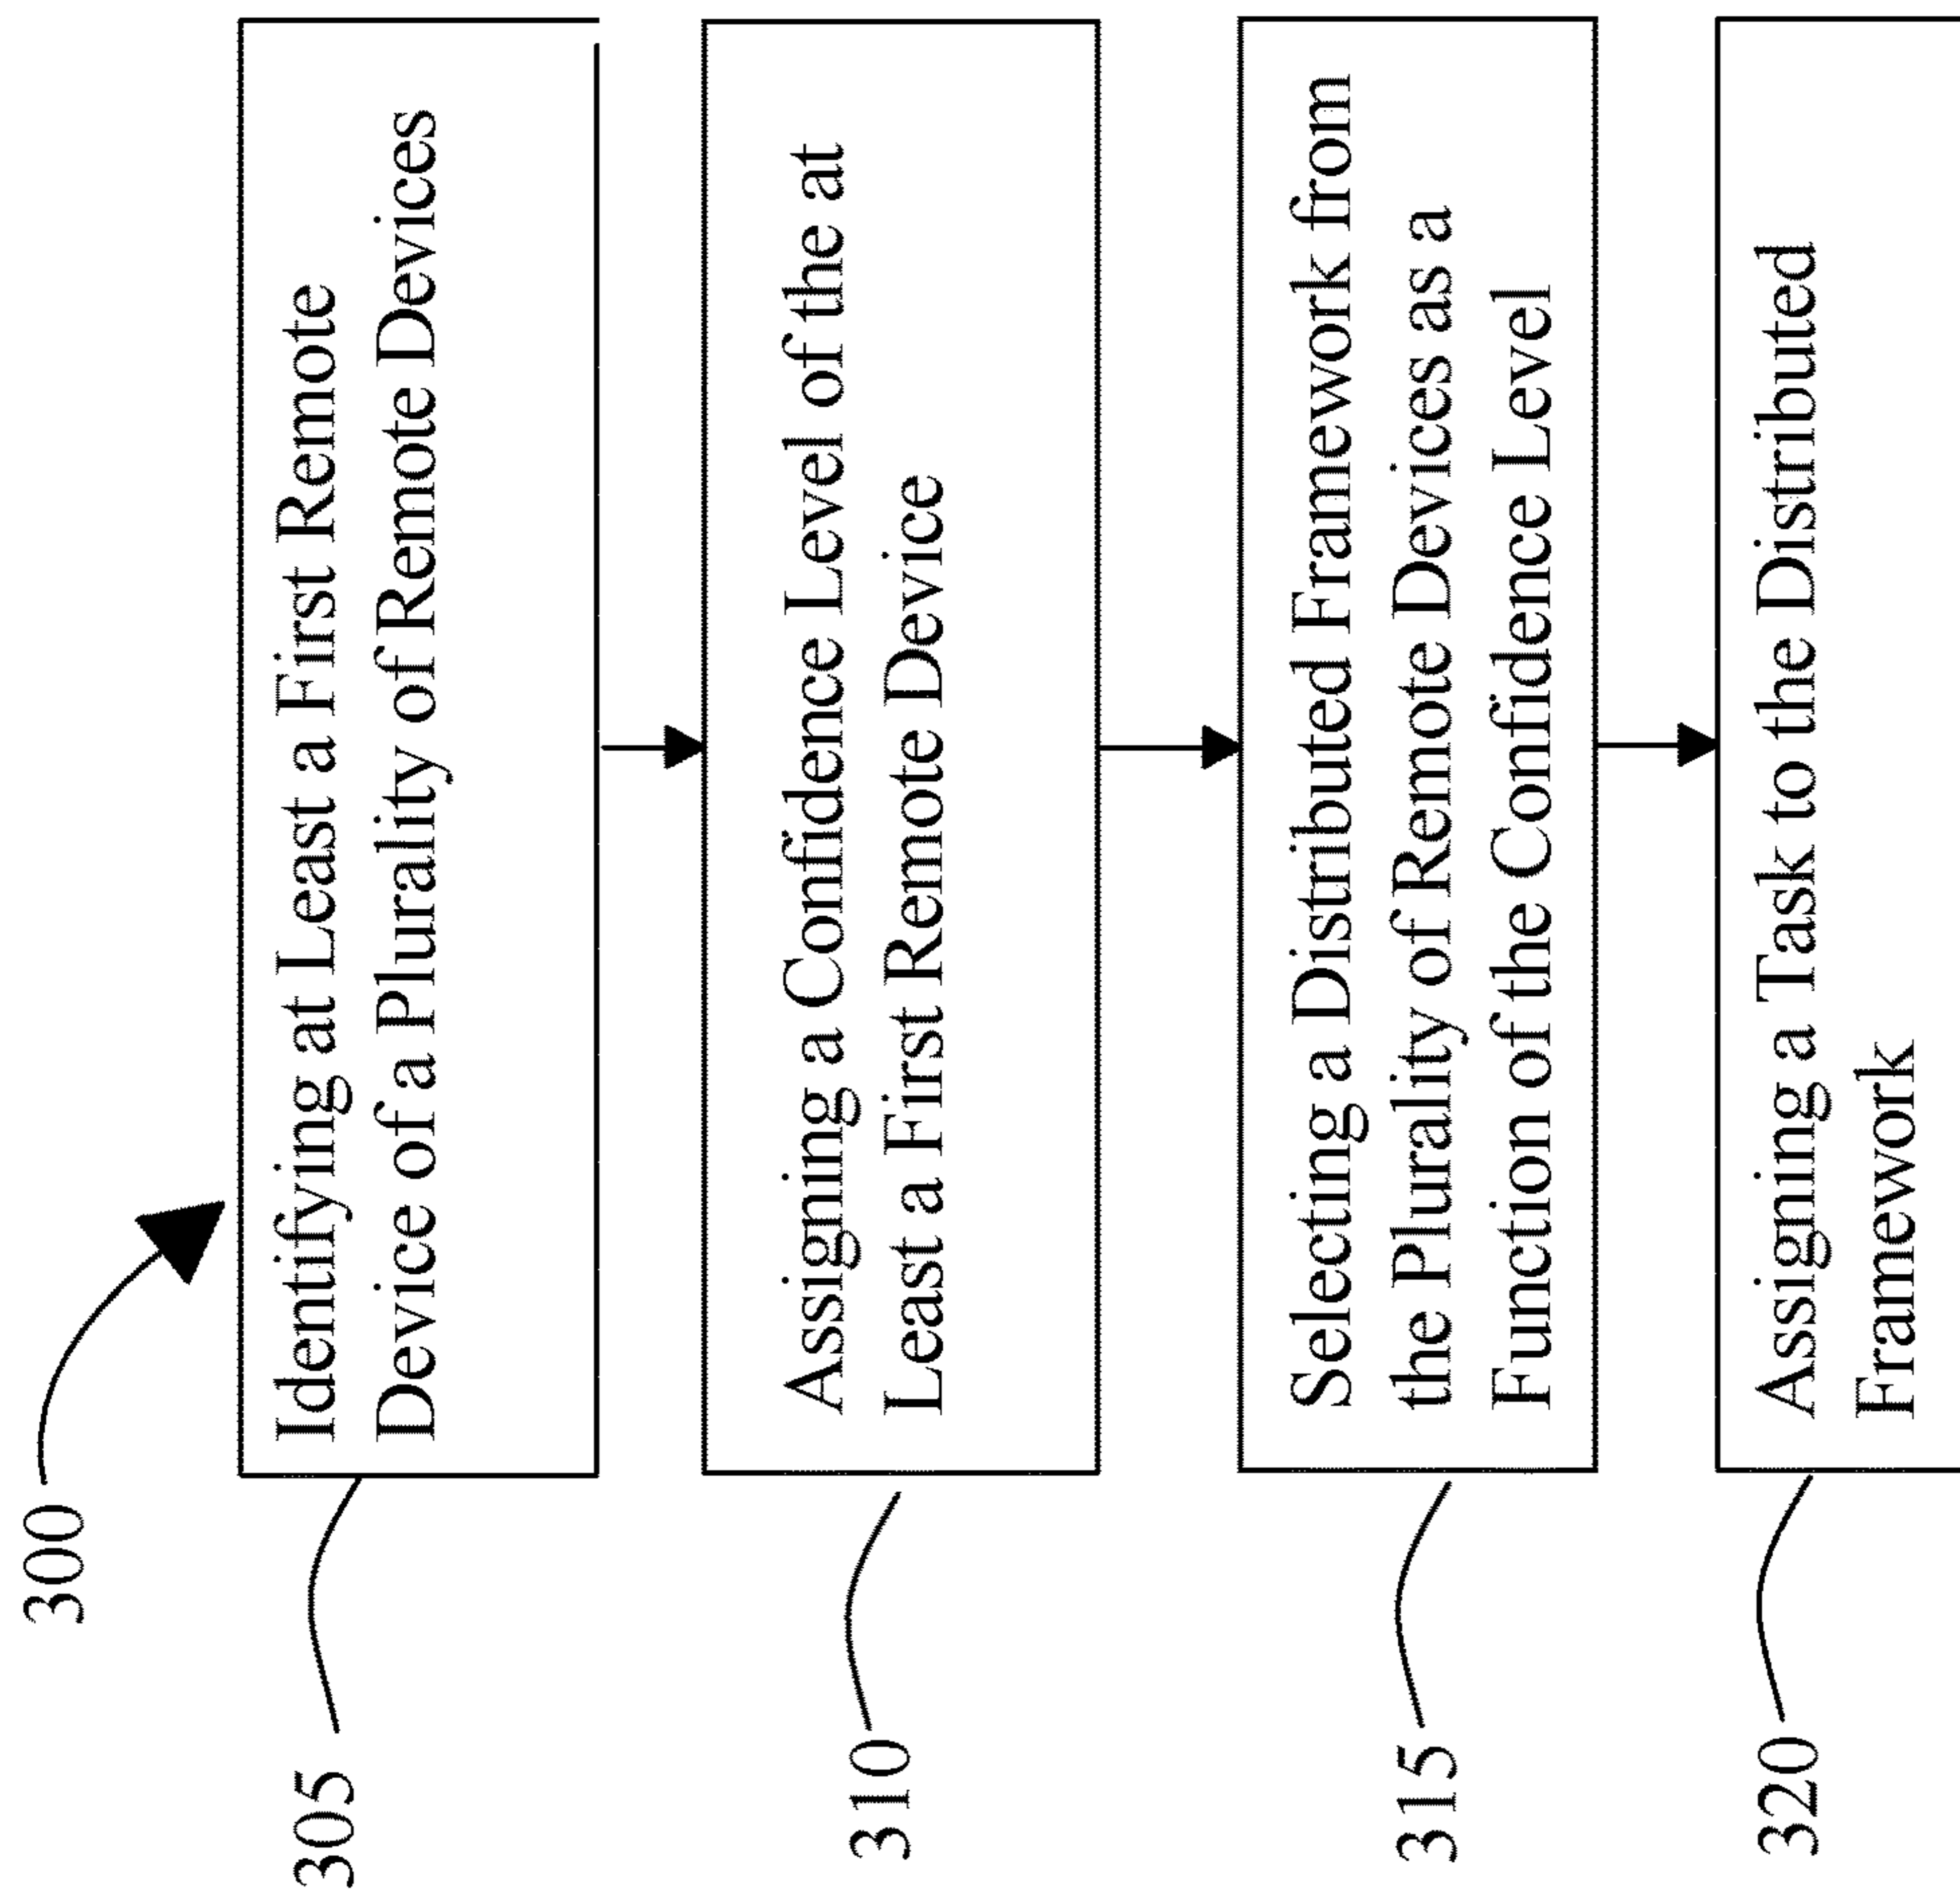 300
305
Identifying at Least a First Remote
Device of a Plurality of Remote Devices
310
Assigning a Confidence Level of the at
Least a First Remote Device
315
Selecting a Distributed Framework from
the Plurality of Remote Devices as a
Function of the Confidence Level
320
Assigning a Task to the Distributed
Framework